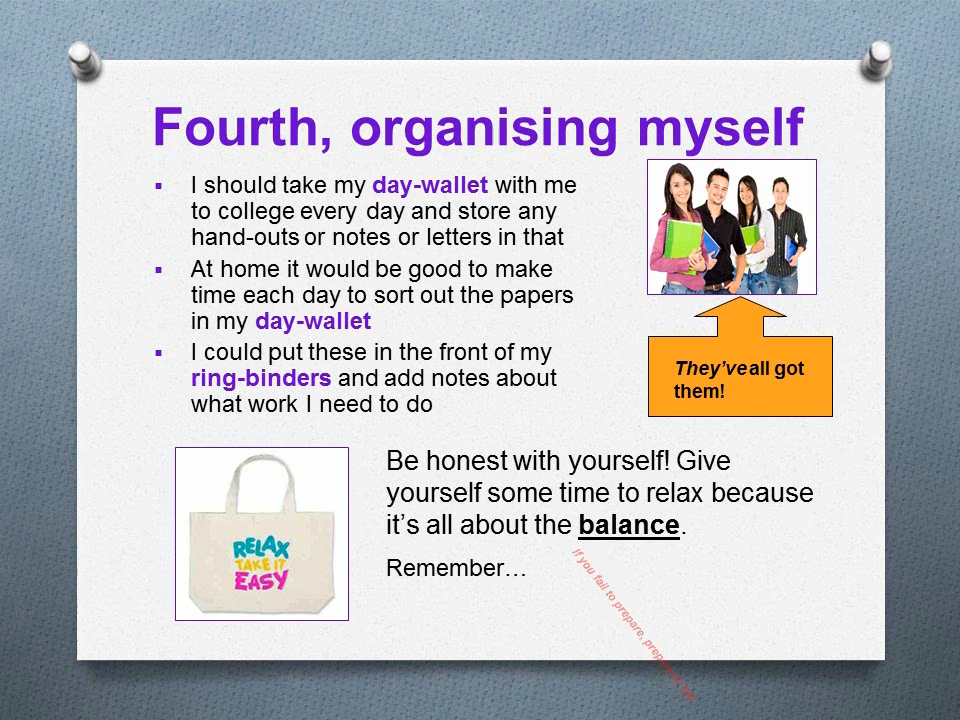 Fourth, organising myself
I should take my day-wallet with me
to college every day and store any
hand-outs or notes or letters in that
At home it would be good to make
time each day to sort out the papers
in my day-wallet
I could put these in the front of my
ring-binders and add notes about
what work I need to do
They’ve all got
them!
RELAX
TAKE IT
EASY
Be honest with yourself! Give
yourself some time to relax because
it’s all about the balance.
Remember…
If you fail to prepare,